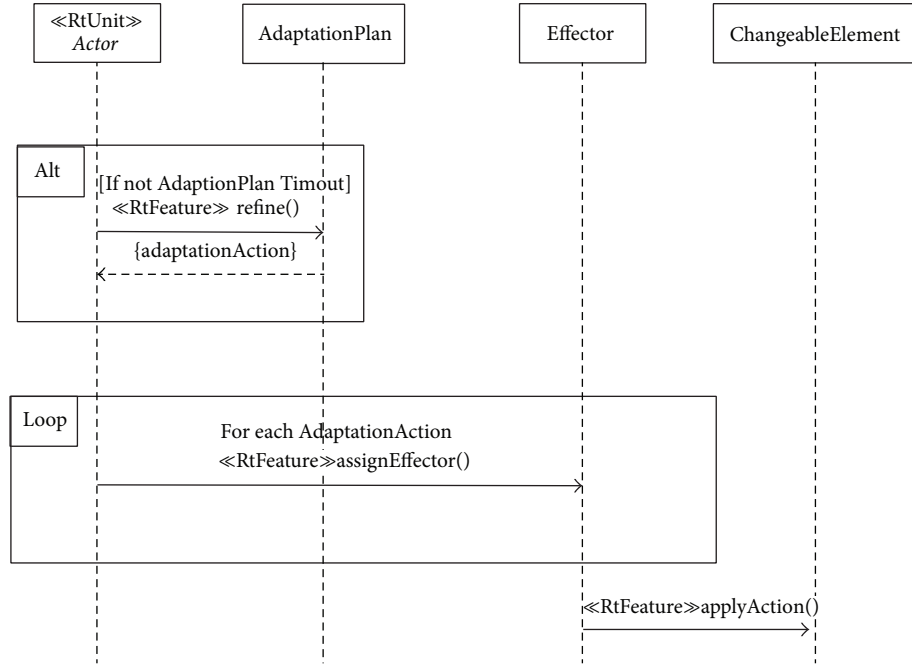 ≪RtUnit≫
Actor
AdaptationPlan
Effector
ChangeableElement
Alt
[If not AdaptionPlan Timout]
≪RtFeature≫ refine()
{adaptationAction}
Loop
For each AdaptationAction
≪RtFeature≫assignEffector()
≪RtFeature≫applyAction()